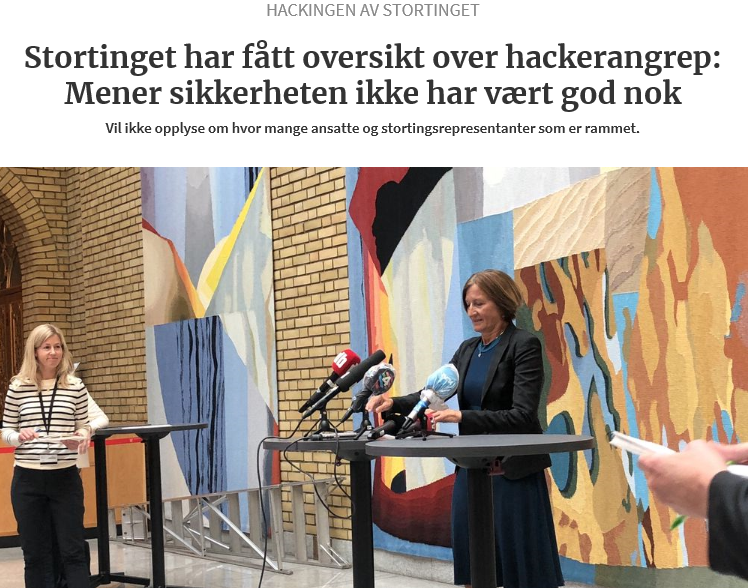 HACKINGEN AV STORTINGET
Stortinget har fått oversikt over hackerangrep:
Mener sikkerheten ikke har vært god nok
Vil ikke opplyse om hvor mange ansatte og stortingsrepresentanter som er rammet.